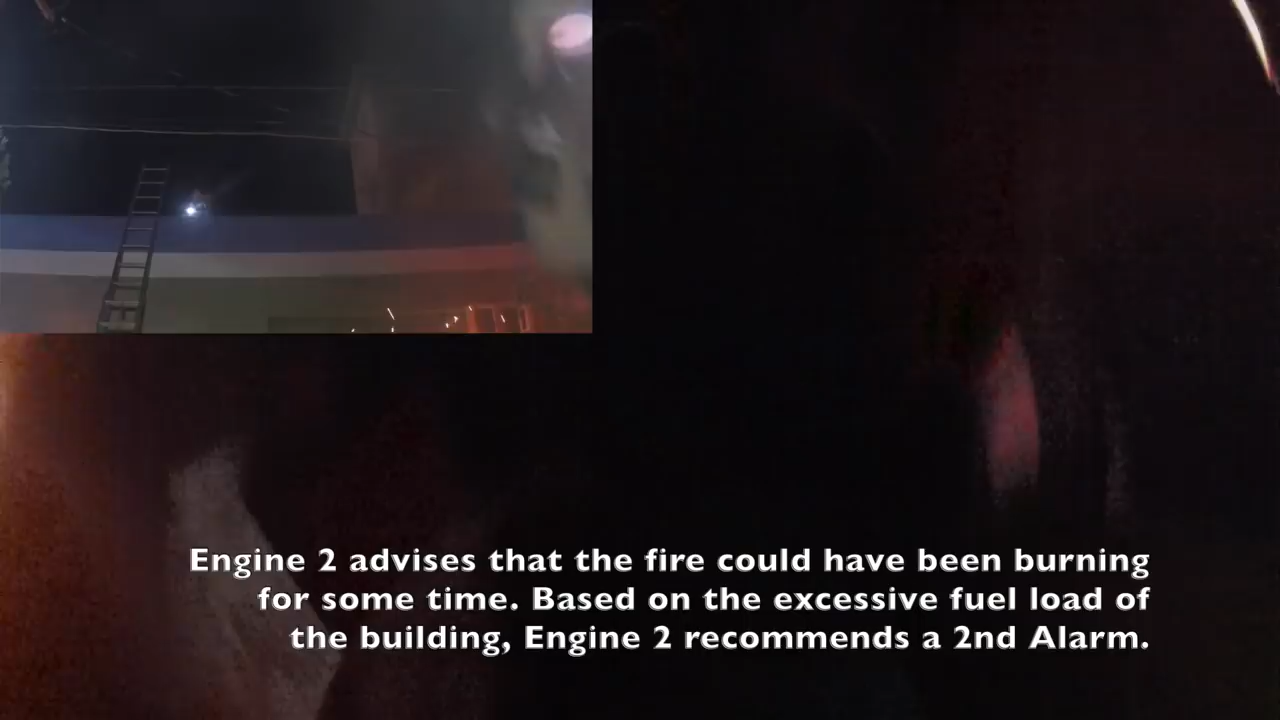 Engine 2 advises that the fire could have been burning
for some time. Based on the excessive fuel load of
the building, Engine 2 recommends a 2nd Alarm.